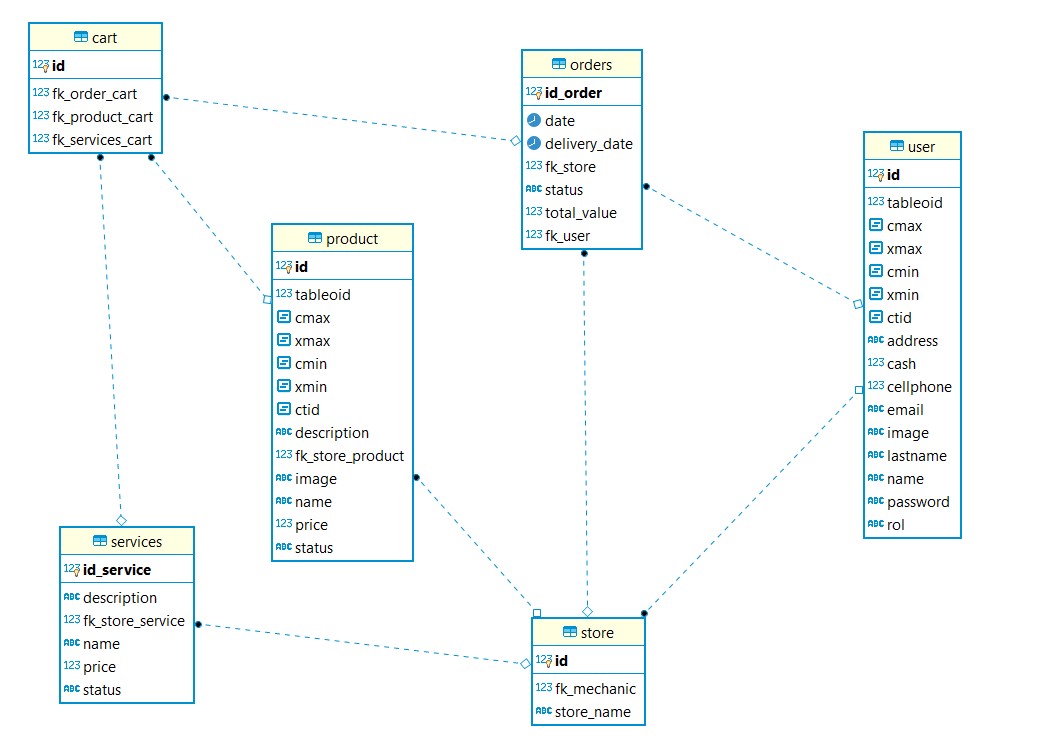 cart
123 id
123 fk_order_cart
123 fk_product_cart
123 fk_services_cart
orders
123 id_order
date
delivery_date
123 fk_store
ABC status
123 total_value
123 fk_user
user
123 id
123 tableoid
cmax
xmax
cmin
xmin
ctid
ABC address
123 cash
123 cellphone
ABC email
ABC image
ABC lastname
ABC name
ABC password
ABC rol
product
123 id
123 tableoid
cmax
xmax
cmin
xmin
ctid
ABC description
123 fk_store_product
ABC image
ABC name
123 price
ABC status
services
123 id_service
ABC description
123 fk_store_service
ABC name
123 price
ABC status
store
123 id
123 fk_mechanic
ABC store_name